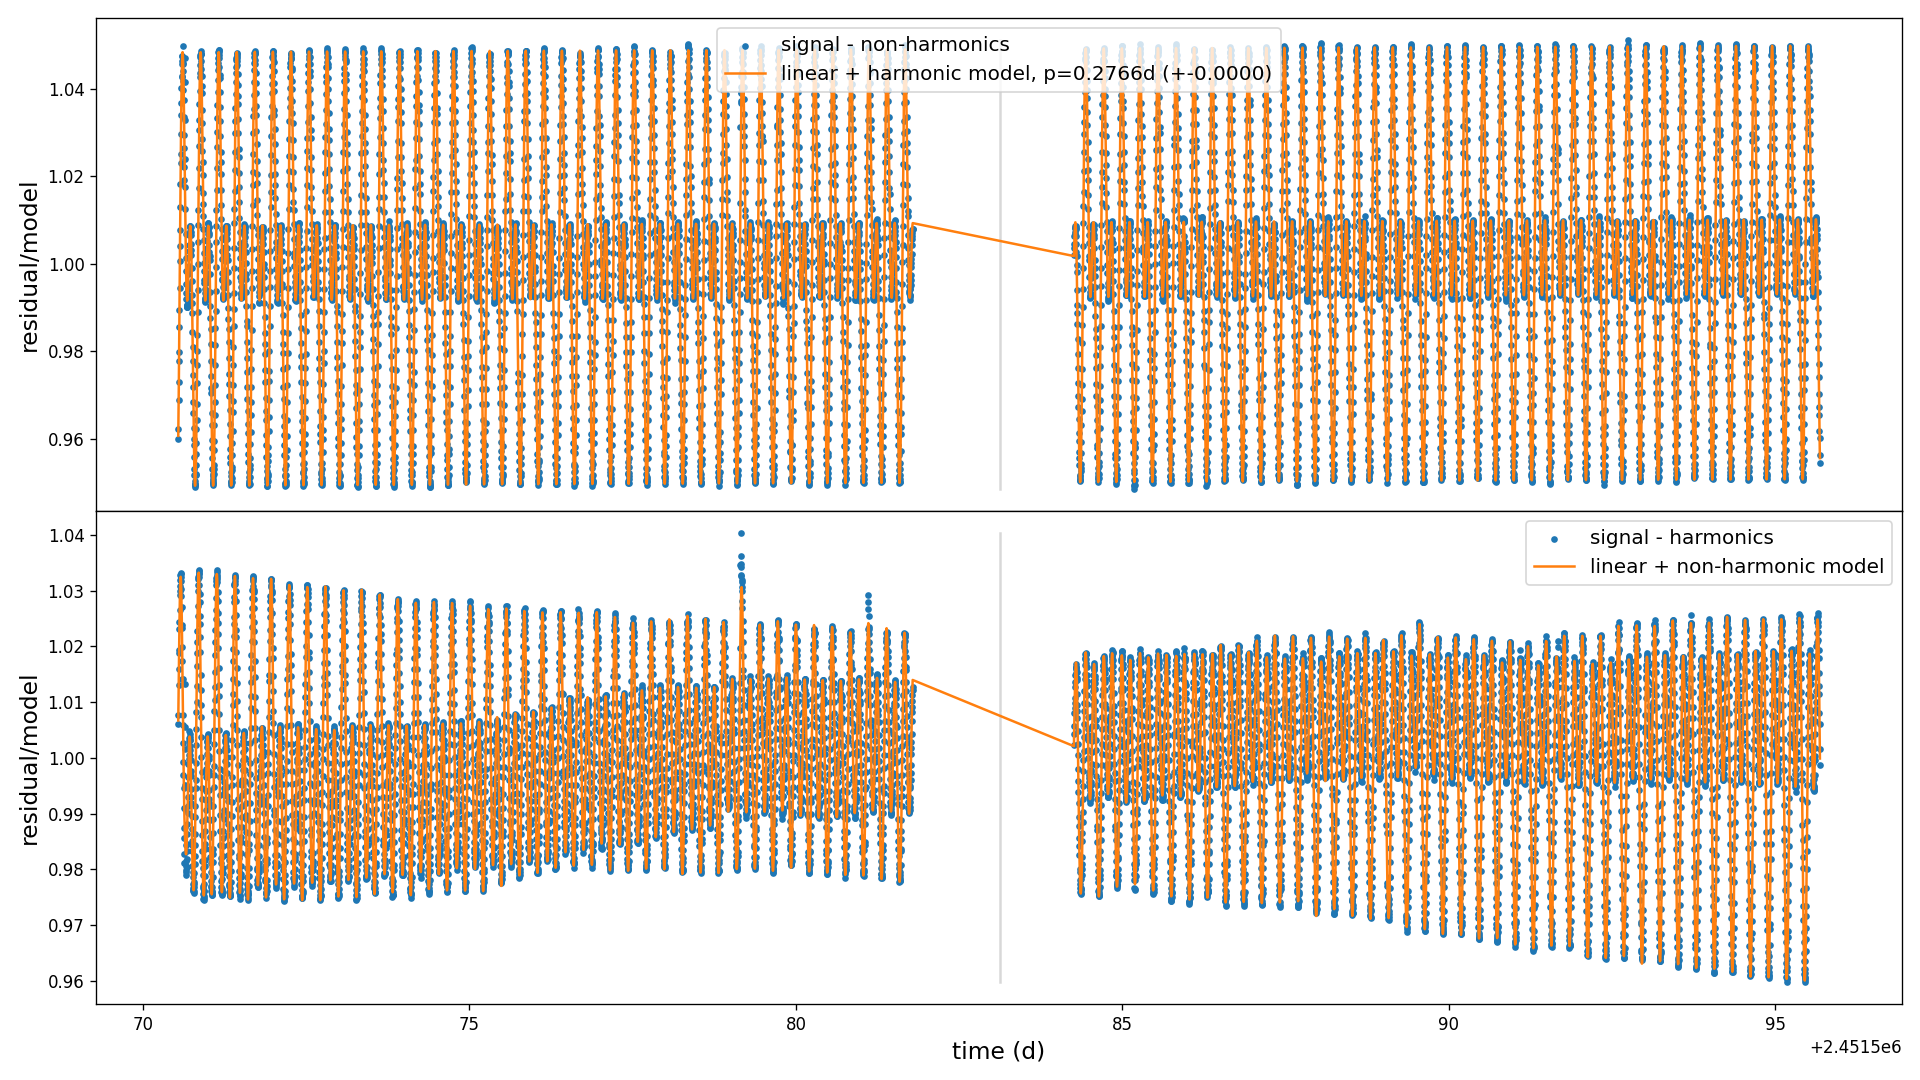 signal - non-harmonics
linear + harmonic model, p=0.2766d (+-0.0000)
residual/model
1.04
1.02
1.00
0.98
0.96
signal - harmonics
linear + non-harmonic model
residual/model
1.04
1.03
1.02
1.01
1.00
0.99
0.98
0.97
0.96
70
75
80
85
90
95
time (d)
+2.4515e6